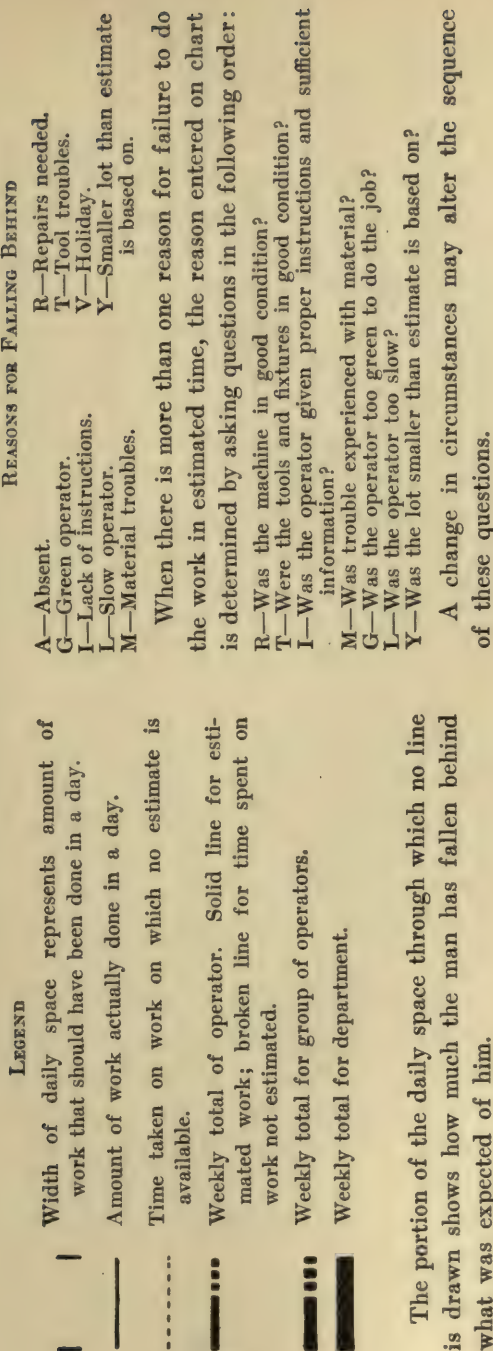 LEGEND
Width of daily space represents amount of
work that should have been done in a day.
Amount of work actually done in a day.
Time taken on work on which no estimate is
available.
Weekly total of operator. Solid line for esti-
mated work; broken line for time spent on
work not estimated.
Weekly total for group of operators.
Weekly total for department.
The portion of the daily space through which no line
is drawn shows how much the man has fallen behind
what was expected of him.
REASONS FOR FALLING BEHIND
A—Absent.
G—Green operator.
I—Lack of instructions.
L—Slow operator.
M—Material troubles.
R—Repairs needed.
T—Tool troubles.
V—Holiday.
Y—Smaller lot than estimate
is based on.
When there is more than one reason for failure to do
the work in estimated time, the reason entered on chart
is determined by asking questions in the following order:
R—Was the machine in good condition?
T—Were the tools and fixtures in good condition?
I—Was the operator given proper instructions and sufficient
information?
M—Was trouble experienced with material?
G—Was the operator too green to do the job?
L—Was the operator too slow?
Y—Was the lot smaller than estimate is based on?
A change in circumstances may alter the sequence
of these questions.